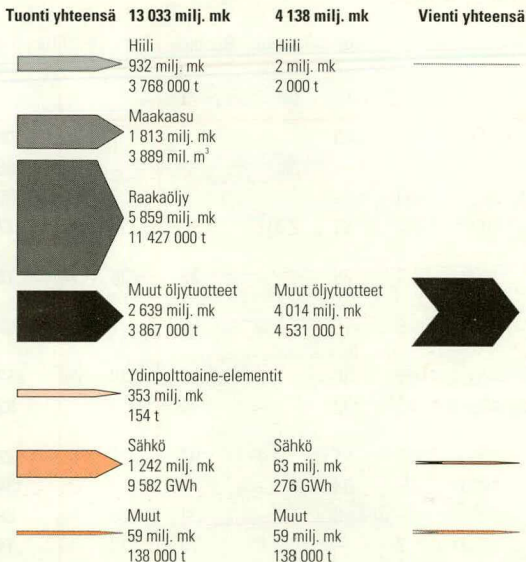 Tuonti yhteensä 13 033 milj. mk 4 138 milj. mk Vienti yhteensä
Hiili
932 milj. mk
3 768 000 t
Hiili
2 milj. mk
2 000 t
Maakaasu
1 813 milj. mk
3 889 mil. m³
Raakaöljy
5 859 milj. mk
11 427 000 t
Muut öljytuotteet
2 639 milj. mk
3 867 000 t
Muut öljytuotteet
4 014 milj. mk
4 531 000 t
Ydinpolttoaine-elementit
353 milj. mk
154 t
Sähkö
1 242 milj. mk
9 582 GWh
Sähkö
63 milj. mk
276 GWh
Muut
59 milj. mk
138 000 t
Muut
59 milj. mk
138 000 t